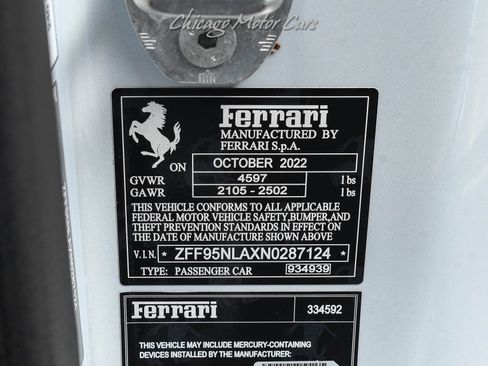 Chicago Motor Cars
min
Ferrari
MANUFACTURED BY
FERRARI S.p.A.
ON OCTOBER 2022
GVWR 4597 lbs
GAWR 2105 - 2502 lbs
THIS VEHICLE CONFORMS TO ALL APPLICABLE
FEDERAL MOTOR VEHICLE SAFETY,BUMPER,AND
THEFT PREVENTION STANDARDS IN EFFECT ON
THE DATE OF MANUFACTURE SHOWN ABOVE
V.I.N. * ZFF95NLAXN0287124 *
TYPE: PASSENGER CAR 934939
Ferrari 334592
THIS VEHICLE MAY INCLUDE MERCURY-CONTAINING
DEVICES INSTALLED BY THE MANUFACTURER: